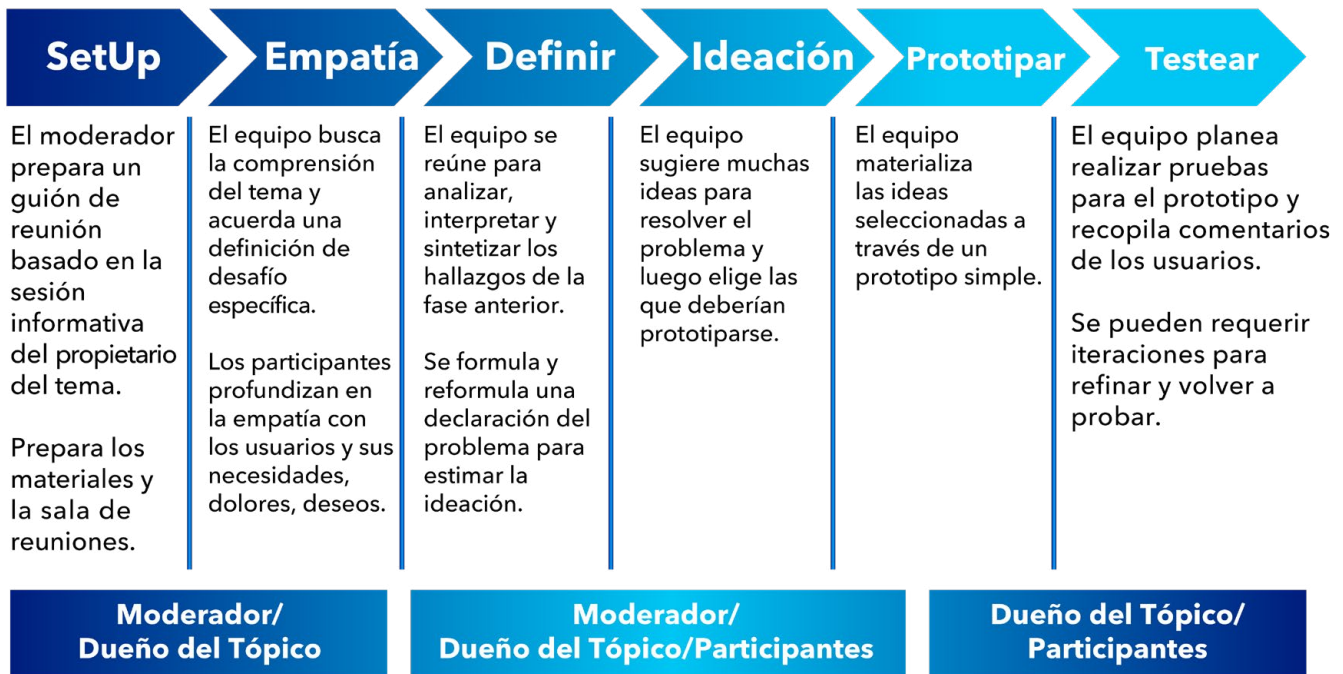 SetUp
Empatía
Definir
Ideación
Prototipar
Testear
El moderador
prepara un
guión de
reunión
basado en la
sesión
informativa
del propietario
del tema.
Prepara los
materiales y
la sala de
reuniones.
El equipo busca
la comprensión
del tema y
acuerda una
definición de
desafío
específica.
Los participantes
profundizan en
la empatía con
los usuarios y sus
necesidades,
dolores, deseos.
El equipo se
reúne para
analizar,
interpretar y
sintetizar los
hallazgos de la
fase anterior.
Se formula y
reformula una
declaración del
problema para
estimar la
ideación.
El equipo
sugiere muchas
ideas para
resolver el
problema y
luego elige las
que deberían
prototiparse.
El equipo
materializa
las ideas
seleccionadas a
través de un
prototipo simple.
El equipo planea
realizar pruebas
para el prototipo y
recopila comentarios
de los usuarios.
Se pueden requerir
iteraciones para
refinar y volver a
probar.
Moderador/
Dueño del Tópico
Moderador/
Dueño del Tópico/Participantes
Dueño del Tópico/
Participantes